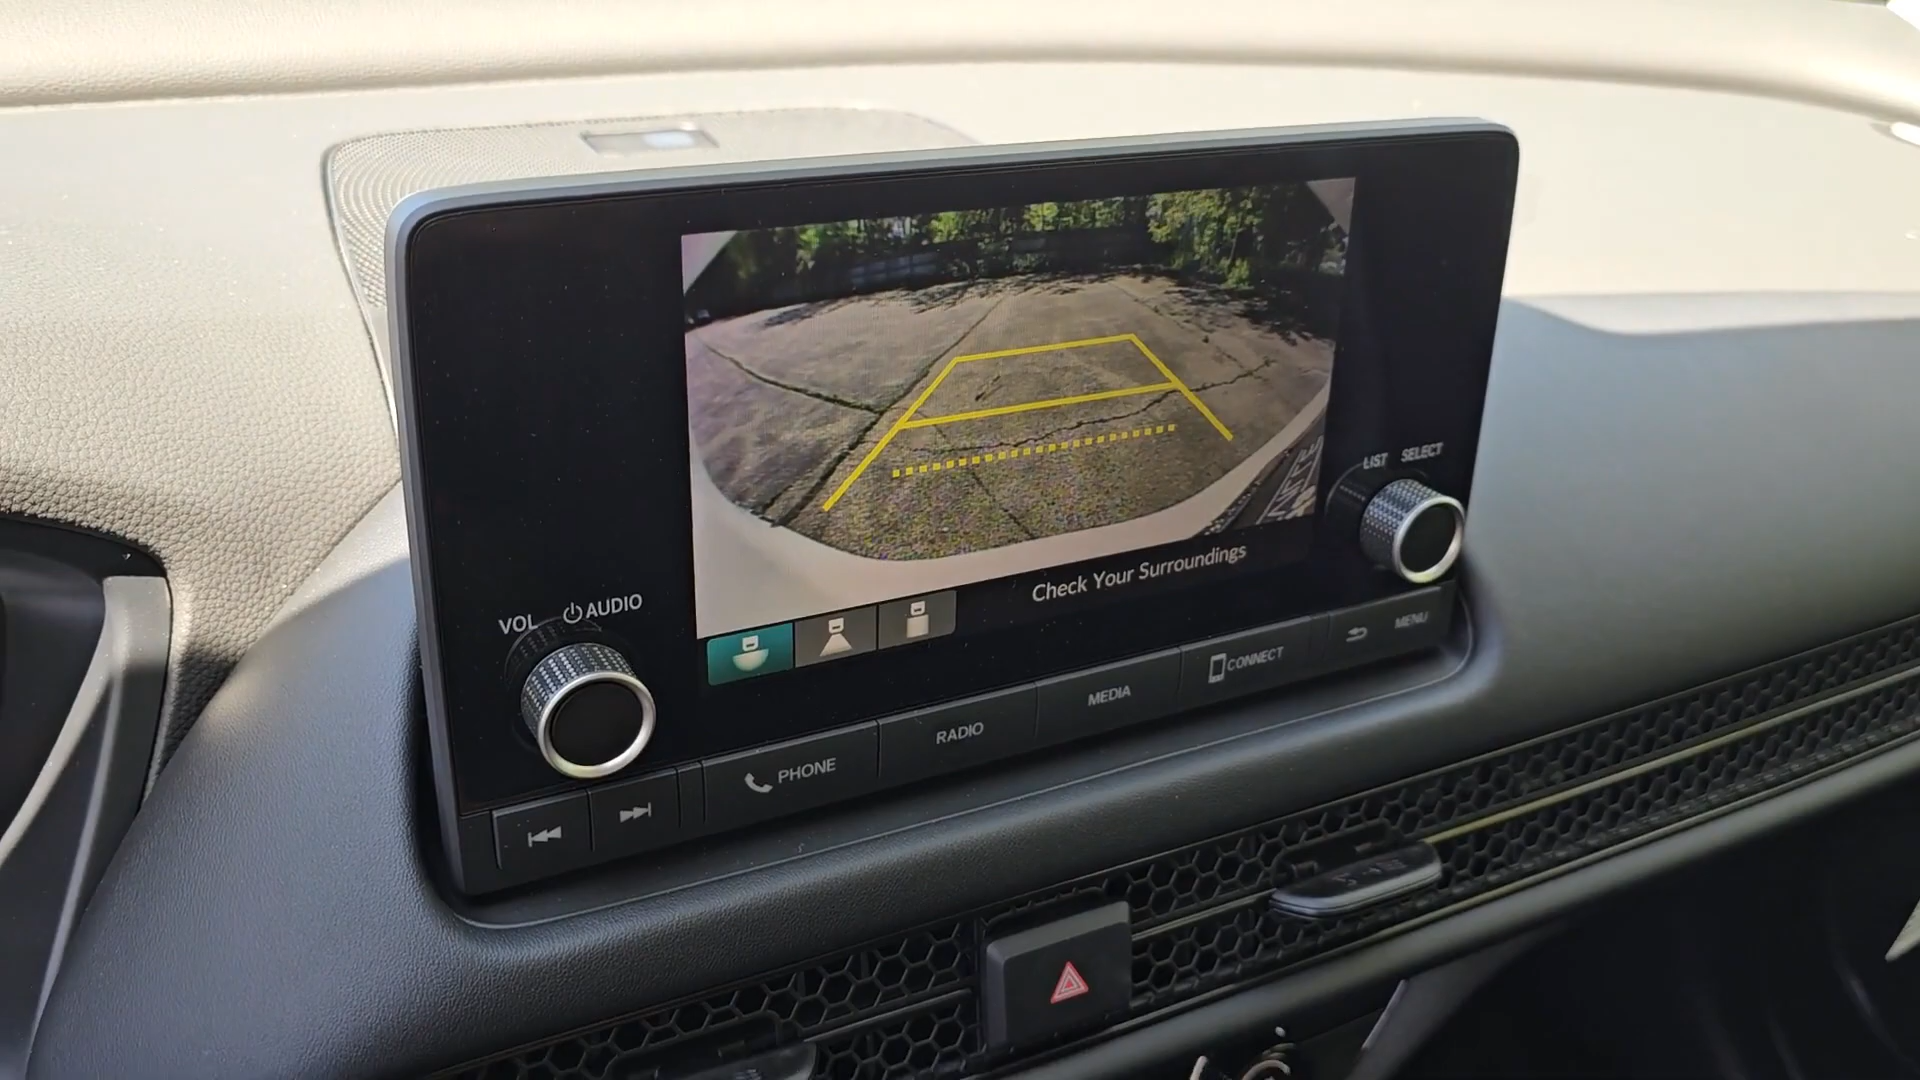 LIST SELECT
VOL AUDIO
Check Your Surroundings
PHONE
RADIO
MEDIA
CONNECT
MENU